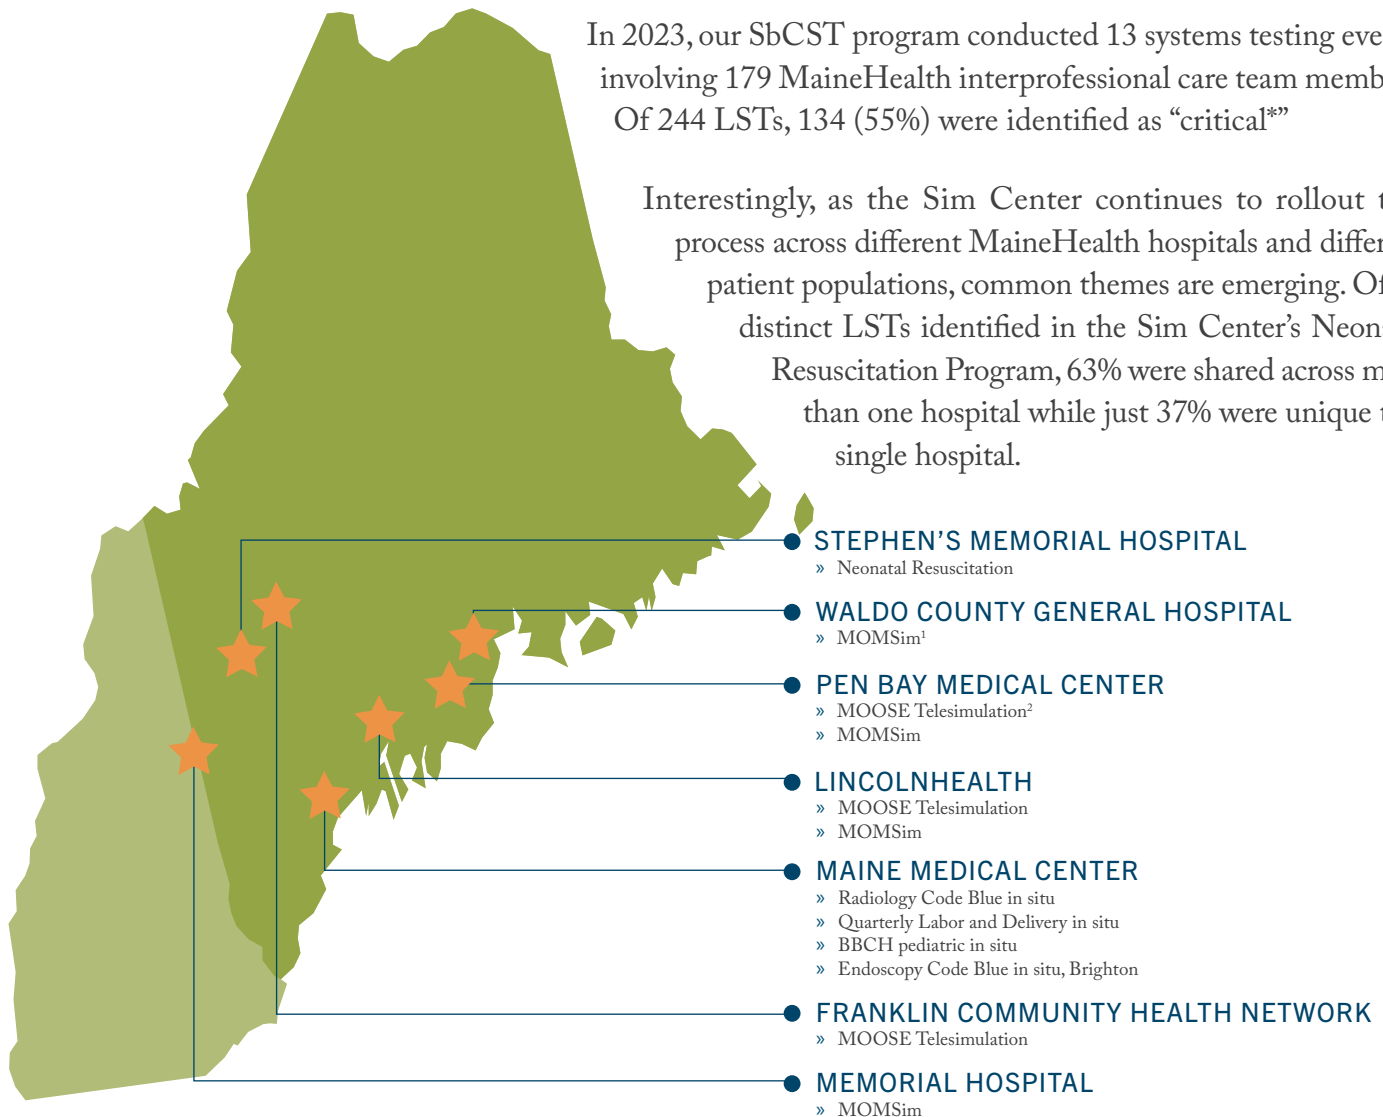 In 2023, our SbCST program conducted 13 systems testing
involving 179 MaineHealth interprofessional care team
Of 244 LSTs, 134 (55%) were identified as “critical*”
Interestingly, as the Sim Center continues to rollout
process across different MaineHealth hospitals and
patient populations, common themes are emerging. Of
distinct LSTs identified in the Sim Center’s
Resuscitation Program, 63% were shared across
than one hospital while just 37% were unique
single hospital.
STEPHEN’S MEMORIAL HOSPITAL
» Neonatal Resuscitation
WALDO COUNTY GENERAL HOSPITAL
» MOMSim¹
PEN BAY MEDICAL CENTER
» MOOSE Telesimulation²
» MOMSim
LINCOLNHEALTH
» MOOSE Telesimulation
» MOMSim
MAINE MEDICAL CENTER
» Radiology Code Blue in situ
» Quarterly Labor and Delivery in situ
» BBCH pediatric in situ
» Endoscopy Code Blue in situ, Brighton
FRANKLIN COMMUNITY HEALTH NETWORK
» MOOSE Telesimulation
MEMORIAL HOSPITAL
» MOMSim